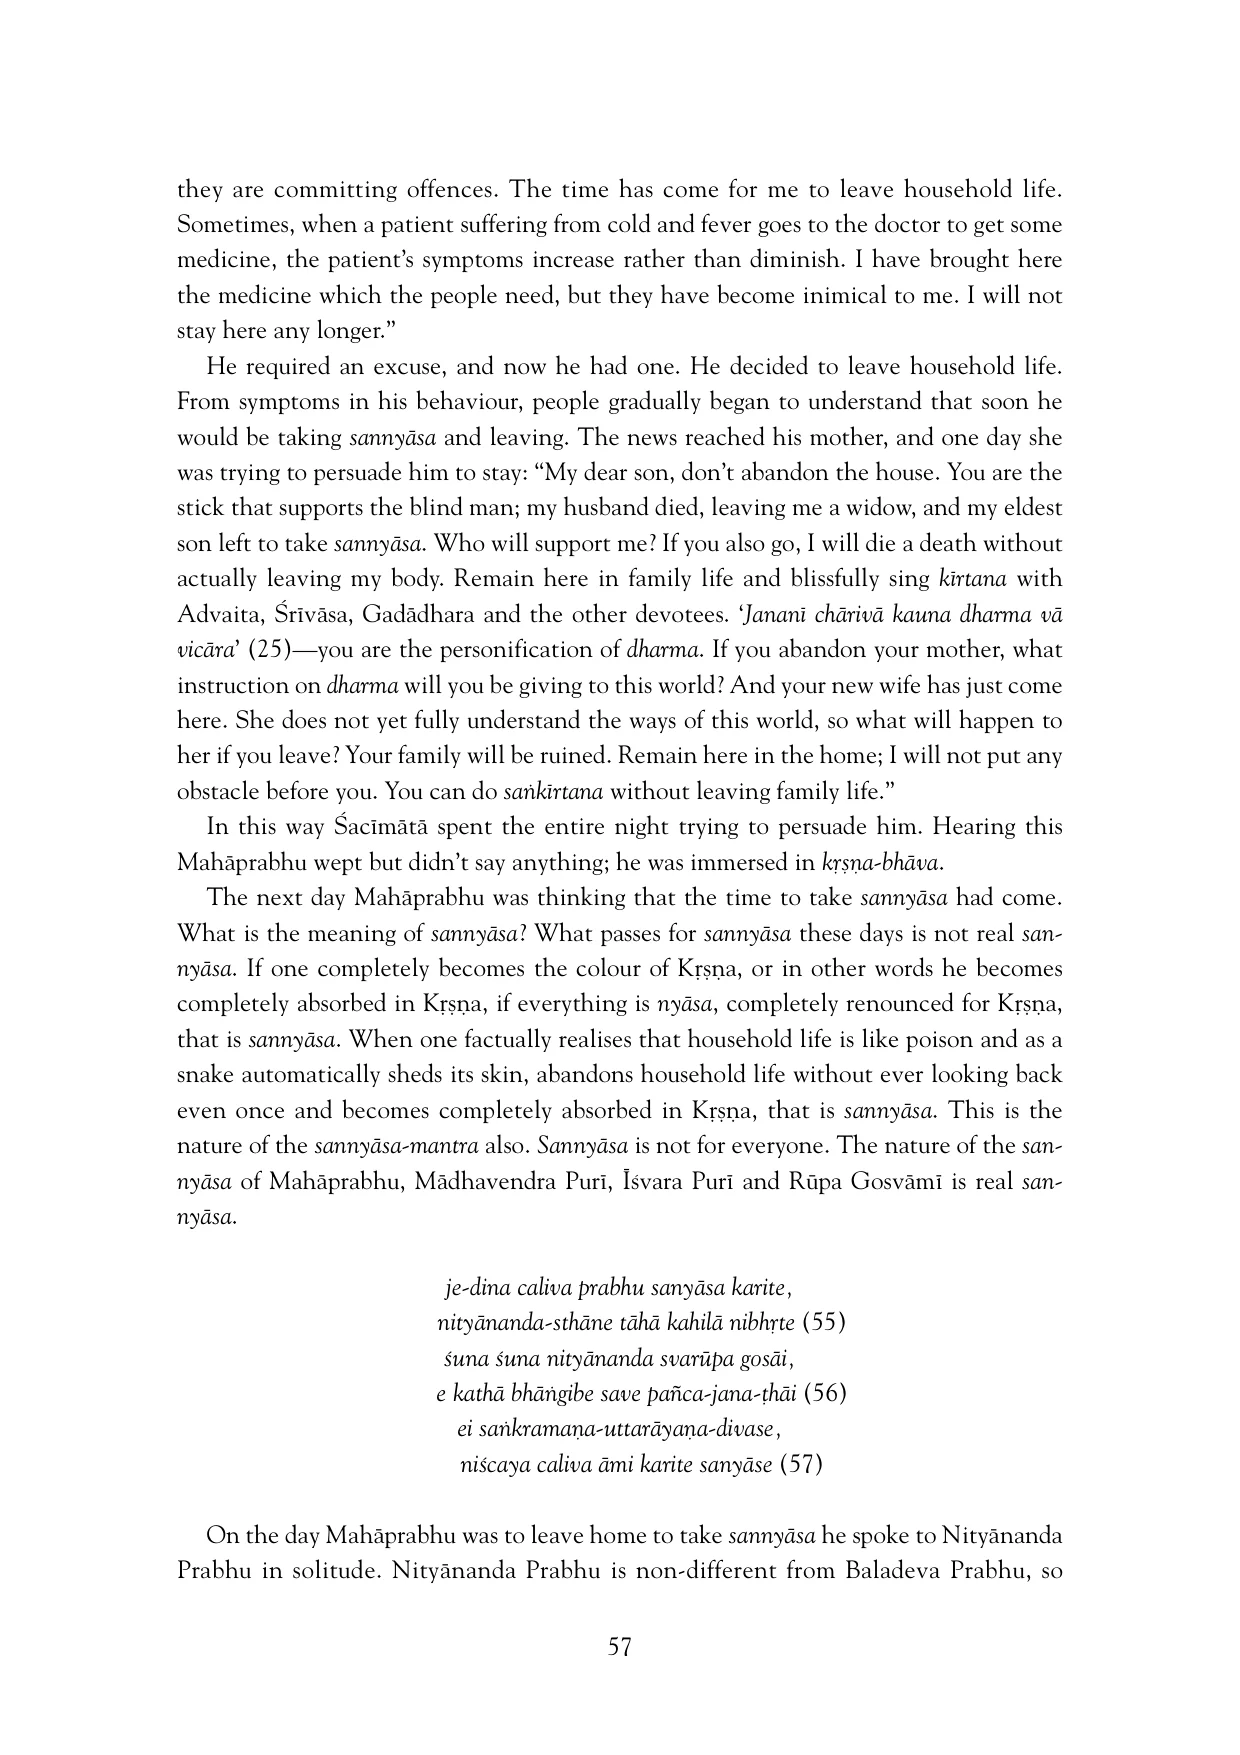 they are committing offences. The time has come for me to leave household life.
Sometimes, when a patient suffering from cold and fever goes to the doctor to get some
medicine, the patient’s symptoms increase rather than diminish. I have brought here
the medicine which the people need, but they have become inimical to me. I will not
stay here any longer.”
He required an excuse, and now he had one. He decided to leave household life.
From symptoms in his behaviour, people gradually began to understand that soon he
would be taking sannyāsa and leaving. The news reached his mother, and one day she
was trying to persuade him to stay: “My dear son, don’t abandon the house. You are the
stick that supports the blind man; my husband died, leaving me a widow, and my eldest
son left to take sannyāsa. Who will support me? If you also go, I will die a death without
actually leaving my body. Remain here in family life and blissfully sing kīrtana with
Advaita, Śrīvāsa, Gadādhara and the other devotees. ‘Jananī chārivā kauna dharma vā
vicāra’ (25)—you are the personification of dharma. If you abandon your mother, what
instruction on dharma will you be giving to this world? And your new wife has just come
here. She does not yet fully understand the ways of this world, so what will happen to
her if you leave? Your family will be ruined. Remain here in the home; I will not put any
obstacle before you. You can do saṅkīrtana without leaving family life.”
In this way Śacīmātā spent the entire night trying to persuade him. Hearing this
Mahāprabhu wept but didn’t say anything; he was immersed in kṛṣṇa-bhāva.
The next day Mahāprabhu was thinking that the time to take sannyāsa had come.
What is the meaning of sannyāsa? What passes for sannyāsa these days is not real san-
nyāsa. If one completely becomes the colour of Kṛṣṇa, or in other words he becomes
completely absorbed in Kṛṣṇa, if everything is nyāsa, completely renounced for Kṛṣṇa,
that is sannyāsa. When one factually realises that household life is like poison and as a
snake automatically sheds its skin, abandons household life without ever looking back
even once and becomes completely absorbed in Kṛṣṇa, that is sannyāsa. This is the
nature of the sannyāsa-mantra also. Sannyāsa is not for everyone. The nature of the san-
nyāsa of Mahāprabhu, Mādhavendra Purī, Īśvara Purī and Rūpa Gosvāmī is real san-
nyāsa.
je-dina caliva prabhu sanyāsa karite,
nityānanda-sthāne tāhā kahilā nibhṛte (55)
śuna śuna nityānanda svarūpa gosāi,
e kathā bhāṅgibe save pañca-jana-ṭhāi (56)
ei saṅkramaṇa-uttarāyaṇa-divase,
niścaya caliva āmi karite sanyāse (57)
On the day Mahāprabhu was to leave home to take sannyāsa he spoke to Nityānanda
Prabhu in solitude. Nityānanda Prabhu is non-different from Baladeva Prabhu, so
57